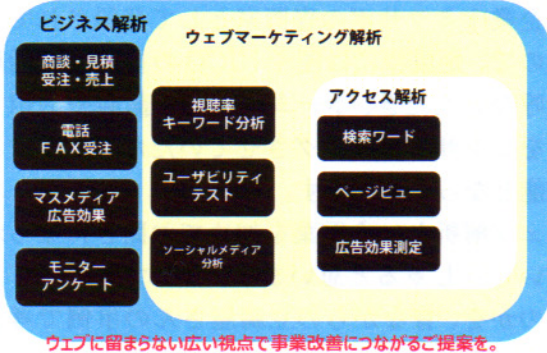 ビジネス解析
商談・見積
受注・売上
電話
ＦＡＸ受注
マスメディア
広告効果
モニター
アンケート
ウェブマーケティング解析
視聴率
キーワード分析
ユーザビリティ
テスト
ソーシャルメディア
分析
アクセス解析
検索ワード
ページビュー
広告効果測定
ウェブに留まらない広い視点で事業改善につながるご提案を。